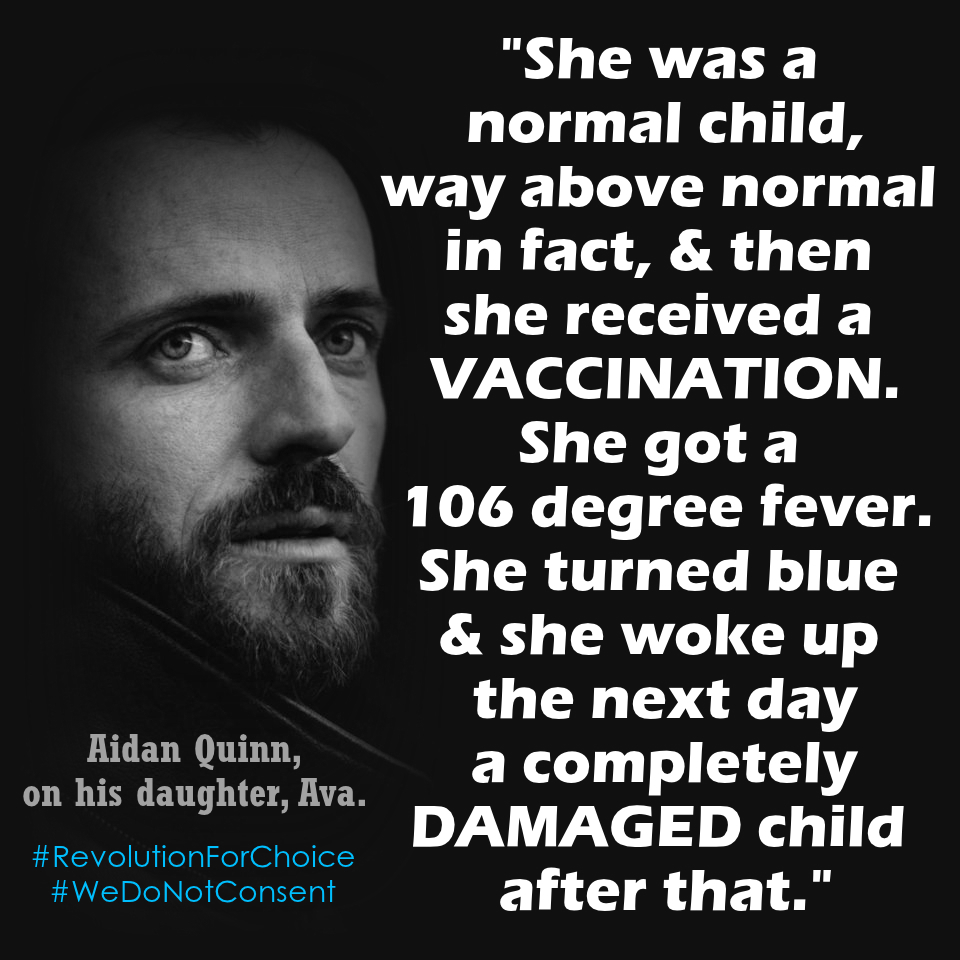 "She was a
normal child,
way above normal
in fact, & then
she received a
VACCINATION.
She got a
106 degree fever.
She turned blue
& she woke up
the next day
a completely
DAMAGED child
after that."
Aidan Quinn,
on his daughter, Ava.
#RevolutionForChoice
#WeDoNotConsent